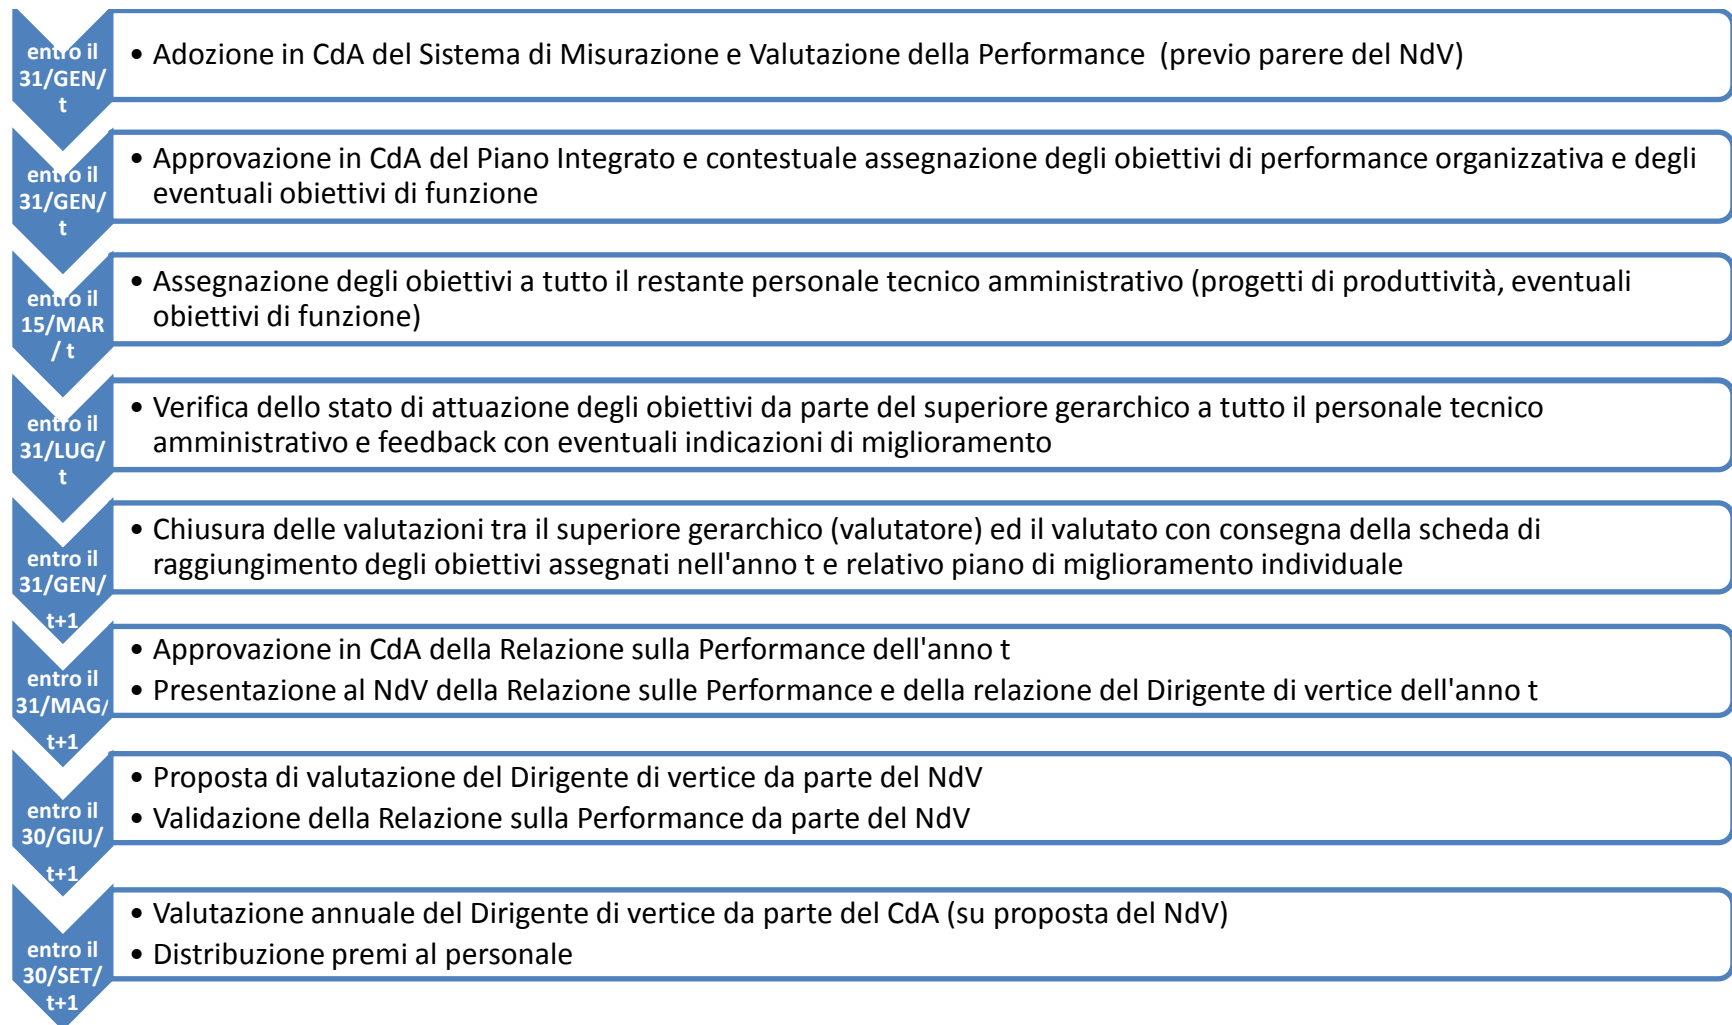 entro il
31/GEN/
t
• Adozione in CdA del Sistema di Misurazione e Valutazione della Performance (previo parere del NdV)
entro il
31/GEN/
t
• Approvazione in CdA del Piano Integrato e contestuale assegnazione degli obiettivi di performance organizzativa e degli
eventuali obiettivi di funzione
entro il
15/MAR
/ t
• Assegnazione degli obiettivi a tutto il restante personale tecnico amministrativo (progetti di produttività, eventuali
obiettivi di funzione)
entro il
31/LUG/
t
• Verifica dello stato di attuazione degli obiettivi da parte del superiore gerarchico a tutto il personale tecnico
amministrativo e feedback con eventuali indicazioni di miglioramento
entro il
31/GEN/
t+1
• Chiusura delle valutazioni tra il superiore gerarchico (valutatore) ed il valutato con consegna della scheda di
raggiungimento degli obiettivi assegnati nell'anno t e relativo piano di miglioramento individuale
entro il
31/MAG/
t+1
• Approvazione in CdA della Relazione sulla Performance dell'anno t
• Presentazione al NdV della Relazione sulle Performance e della relazione del Dirigente di vertice dell'anno t
entro il
30/GIU/
t+1
• Proposta di valutazione del Dirigente di vertice da parte del NdV
• Validazione della Relazione sulla Performance da parte del NdV
entro il
30/SET/
t+1
• Valutazione annuale del Dirigente di vertice da parte del CdA (su proposta del NdV)
• Distribuzione premi al personale